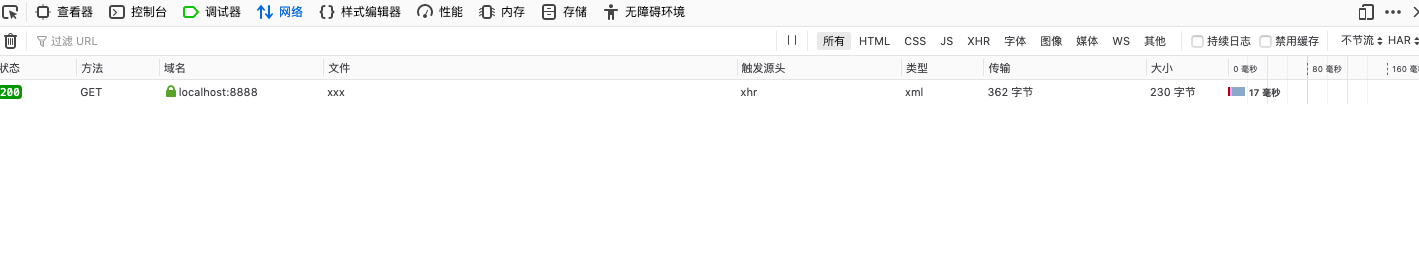 查看器 控制台 调试器 网络 样式编辑器 性能 内存 存储 无障碍环境
过滤 URL 所有 HTML CSS JS XHR 字体 图像 媒体 WS 其他 持续日志 禁用缓存 不节流 HAR
状态 方法 域名 文件 触发源头 类型 传输 大小 0 毫秒 80 毫秒 160 毫秒
200 GET localhost:8888 xxx xhr xml 362 字节 230 字节 17 毫秒